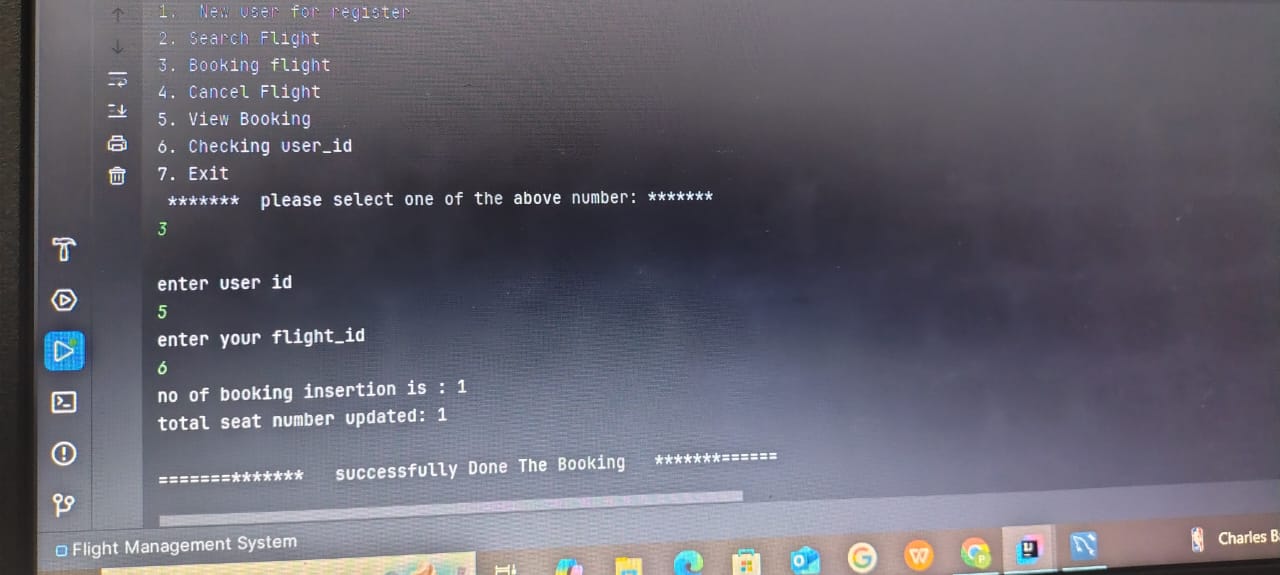 1.  New user for register
2. Search Flight
3. Booking flight
4. Cancel Flight
5. View Booking
6. Checking user_id
7. Exit
*******  please select one of the above number: *******
3
enter user id
5
enter your flight_id
6
no of booking insertion is : 1
total seat number updated: 1
=======*******   successfully Done The Booking   *******======
Flight Management System
Charles